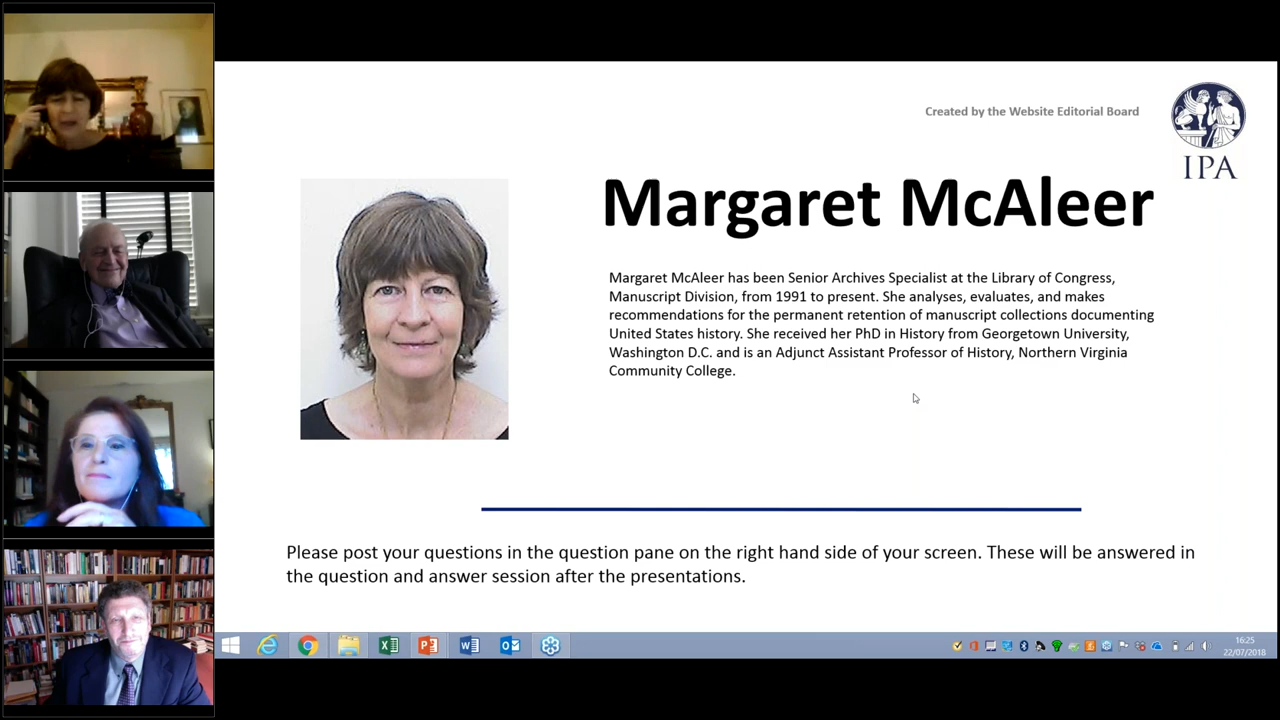 Created by the Website Editorial Board
IPA
Margaret McAleer
Margaret McAleer has been Senior Archives Specialist at the Library of Congress,
Manuscript Division, from 1991 to present. She analyses, evaluates, and makes
recommendations for the permanent retention of manuscript collections documenting
United States history. She received her PhD in History from Georgetown University,
Washington D.C. and is an Adjunct Assistant Professor of History, Northern Virginia
Community College.
Please post your questions in the question pane on the right hand side of your screen. These will be answered in
the question and answer session after the presentations.
16:25
22/07/2018